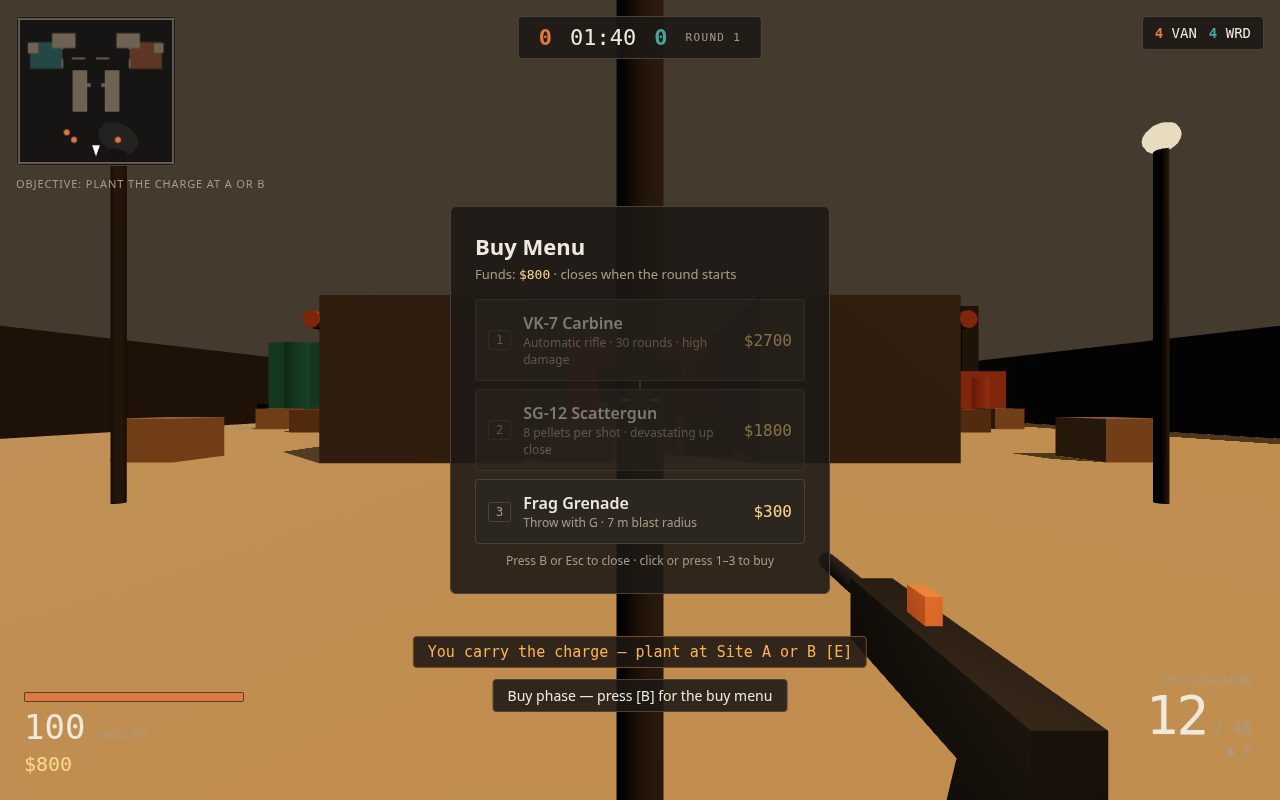 0 01:40 0 ROUND 1
4 VAN 4 WRD
OBJECTIVE: PLANT THE CHARGE AT A OR B
Buy Menu
Funds: $800 · closes when the round starts
1 VK-7 Carbine $2700
Automatic rifle · 30 rounds · high
damage
2 SG-12 Scattergun $1800
8 pellets per shot · devastating up
close
3 Frag Grenade $300
Throw with G · 7 m blast radius
Press B or Esc to close · click or press 1–3 to buy
You carry the charge — plant at Site A or B [E]
Buy phase — press [B] for the buy menu
100 HEALTH
$800
SIDEARM
12 / 48